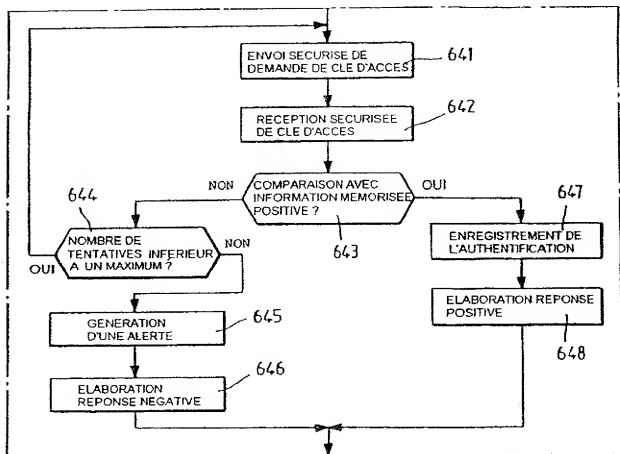 ENVOI SECURISE DE
DEMANDE DE CLE D'ACCES
641
RECEPTION SECURISEE
DE CLE D'ACCES
642
COMPARAISON AVEC
INFORMATION MEMORISEE
POSITIVE ?
643
NON
OUI
644
NOMBRE DE
TENTATIVES INFERIEUR
A UN MAXIMUM ?
OUI
NON
647
ENREGISTREMENT DE
L'AUTHENTIFICATION
GENERATION
D'UNE ALERTE
645
ELABORATION REPONSE
POSITIVE
648
ELABORATION
REPONSE NEGATIVE
646